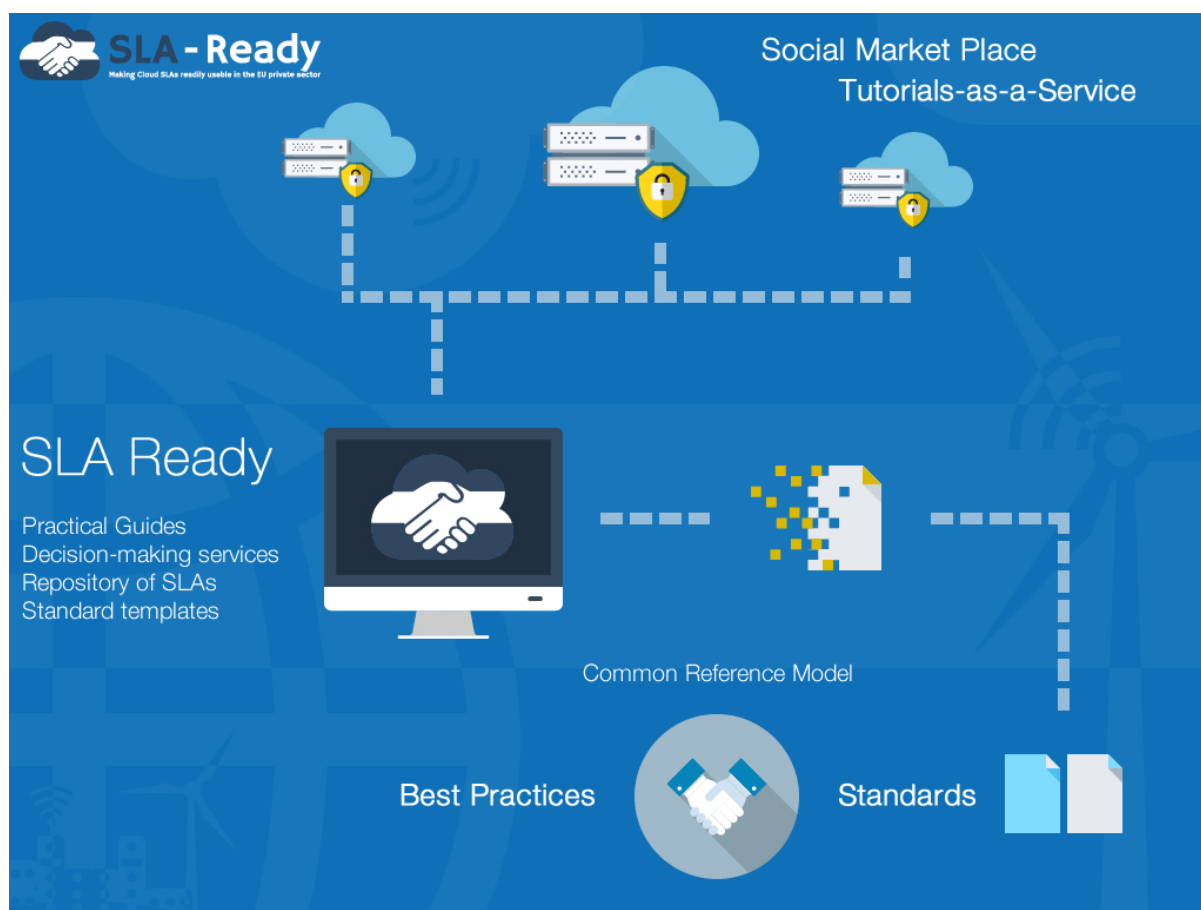 SLA - Ready
Making Cloud SLAs readily usable in the EU private sector
Social Market Place
Tutorials-as-a-Service
SLA Ready
Practical Guides
Decision-making services
Repository of SLAs
Standard templates
Common Reference Model
Best Practices
Standards